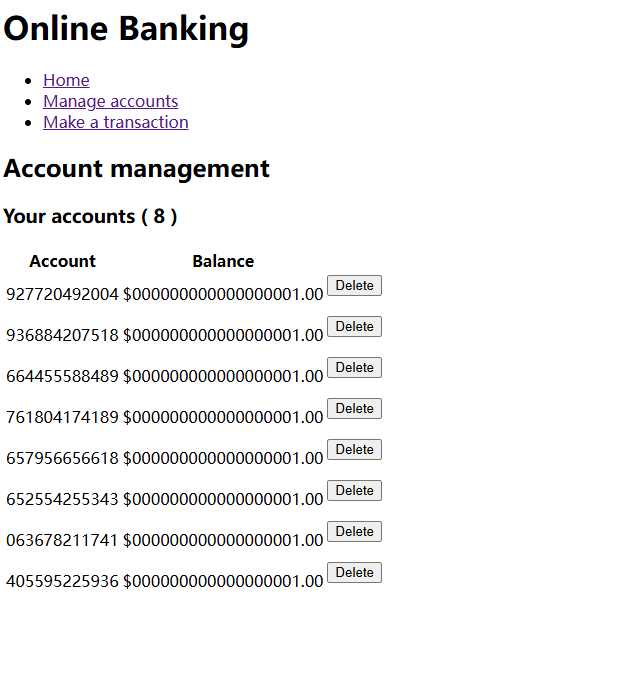 Online Banking
Home
Manage accounts
Make a transaction
Account management
Your accounts ( 8 )
Account Balance
927720492004 $000000000000000001.00 Delete
936884207518 $000000000000000001.00 Delete
664455588489 $000000000000000001.00 Delete
761804174189 $000000000000000001.00 Delete
657956656618 $000000000000000001.00 Delete
652554255343 $000000000000000001.00 Delete
063678211741 $000000000000000001.00 Delete
405595225936 $000000000000000001.00 Delete